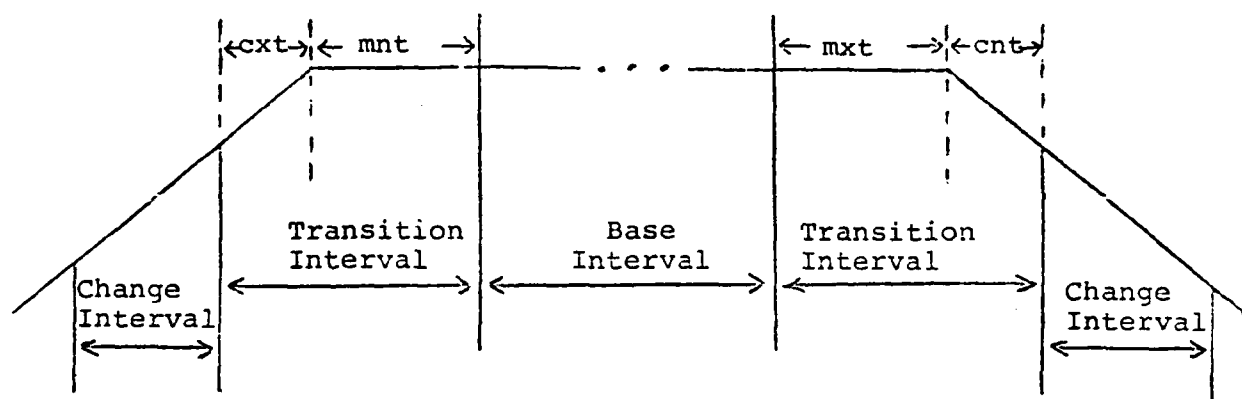 cxt mnt mxt cnt
Transition Interval
Base Interval
Transition Interval
Change Interval
Change Interval